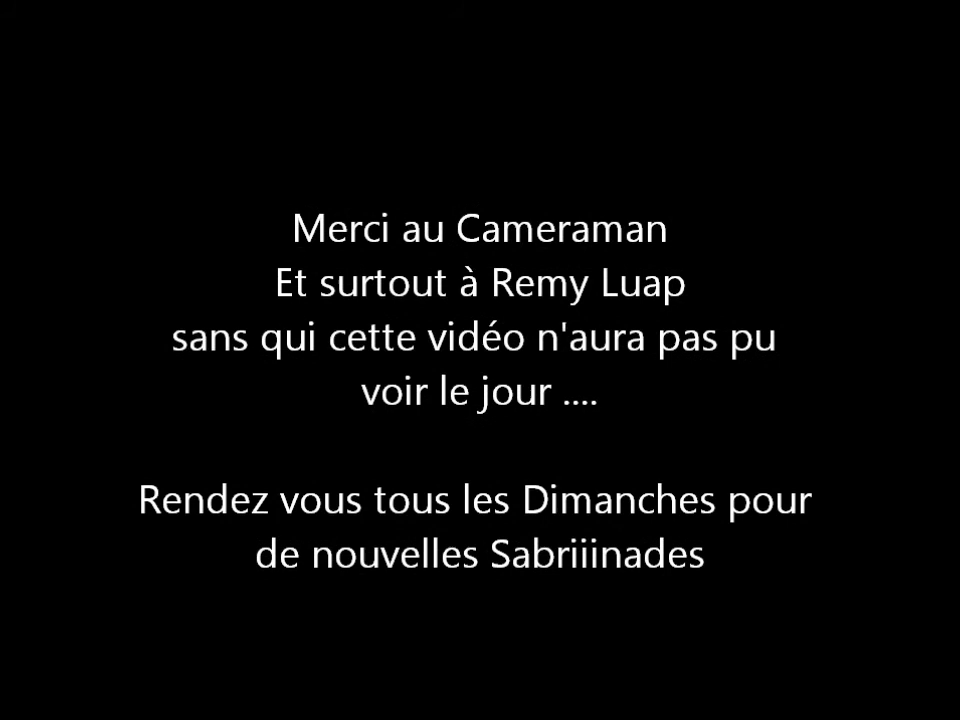 Merci au Cameraman
Et surtout à Remy Luap
sans qui cette vidéo n'aura pas pu
voir le jour ....
Rendez vous tous les Dimanches pour
de nouvelles Sabriiinades